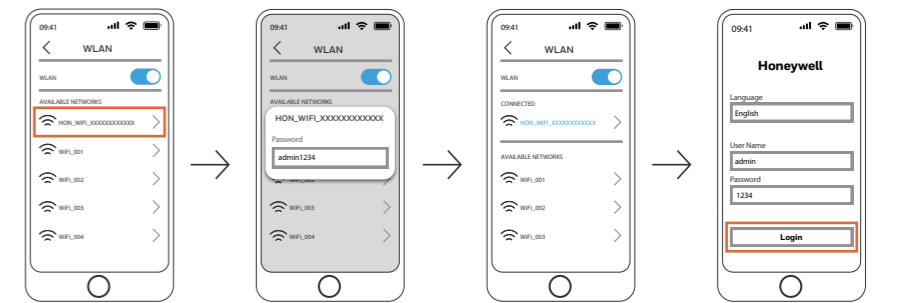 09:41
WLAN
WLAN
AVAILABLE NETWORKS
HON_WIFI_XXXXXXXXXXXX
WiFi_001
WiFi_002
WiFi_003
WiFi_004
09:41
WLAN
WLAN
AVAILABLE NETWORKS
HON_WIFI_XXXXXXXXXXXX
Password
admin1234
WiFi_002
WiFi_003
WiFi_004
09:41
WLAN
WLAN
CONNECTED
HON_WIFI_XXXXXXXXXXXX
AVAILABLE NETWORKS
WiFi_001
WiFi_002
WiFi_003
09:41
Honeywell
Language
English
User Name
admin
Password
1234
Login